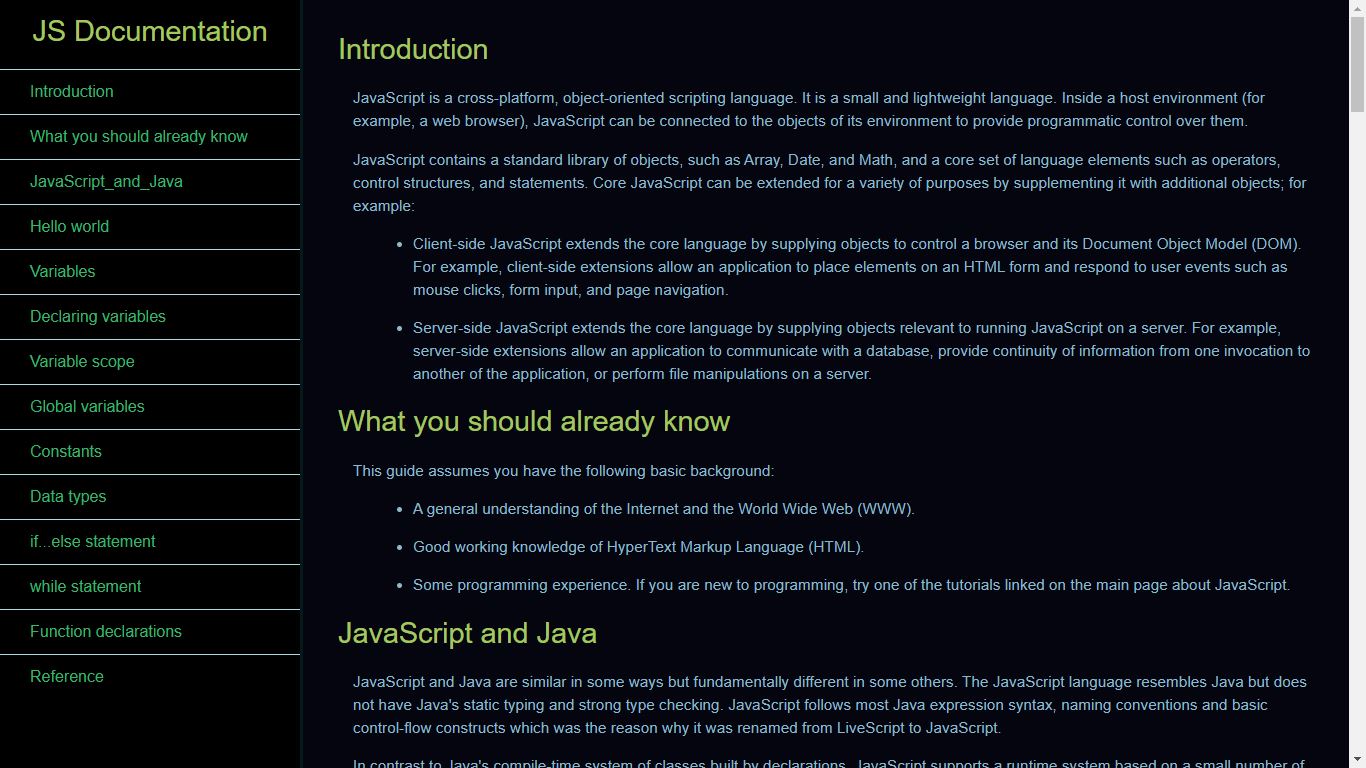 JS Documentation
Introduction
What you should already know
JavaScript_and_Java
Hello world
Variables
Declaring variables
Variable scope
Global variables
Constants
Data types
if...else statement
while statement
Function declarations
Reference
Introduction
JavaScript is a cross-platform, object-oriented scripting language. It is a small and lightweight language. Inside a host environment (for
example, a web browser), JavaScript can be connected to the objects of its environment to provide programmatic control over them.
JavaScript contains a standard library of objects, such as Array, Date, and Math, and a core set of language elements such as operators,
control structures, and statements. Core JavaScript can be extended for a variety of purposes by supplementing it with additional objects; for
example:
• Client-side JavaScript extends the core language by supplying objects to control a browser and its Document Object Model (DOM).
For example, client-side extensions allow an application to place elements on an HTML form and respond to user events such as
mouse clicks, form input, and page navigation.
• Server-side JavaScript extends the core language by supplying objects relevant to running JavaScript on a server. For example,
server-side extensions allow an application to communicate with a database, provide continuity of information from one invocation to
another of the application, or perform file manipulations on a server.
What you should already know
This guide assumes you have the following basic background:
• A general understanding of the Internet and the World Wide Web (WWW).
• Good working knowledge of HyperText Markup Language (HTML).
• Some programming experience. If you are new to programming, try one of the tutorials linked on the main page about JavaScript.
JavaScript and Java
JavaScript and Java are similar in some ways but fundamentally different in some others. The JavaScript language resembles Java but does
not have Java's static typing and strong type checking. JavaScript follows most Java expression syntax, naming conventions and basic
control-flow constructs which was the reason why it was renamed from LiveScript to JavaScript.
In contrast to Java's compile-time system of classes built by declarations, JavaScript supports a runtime system based on a small number of